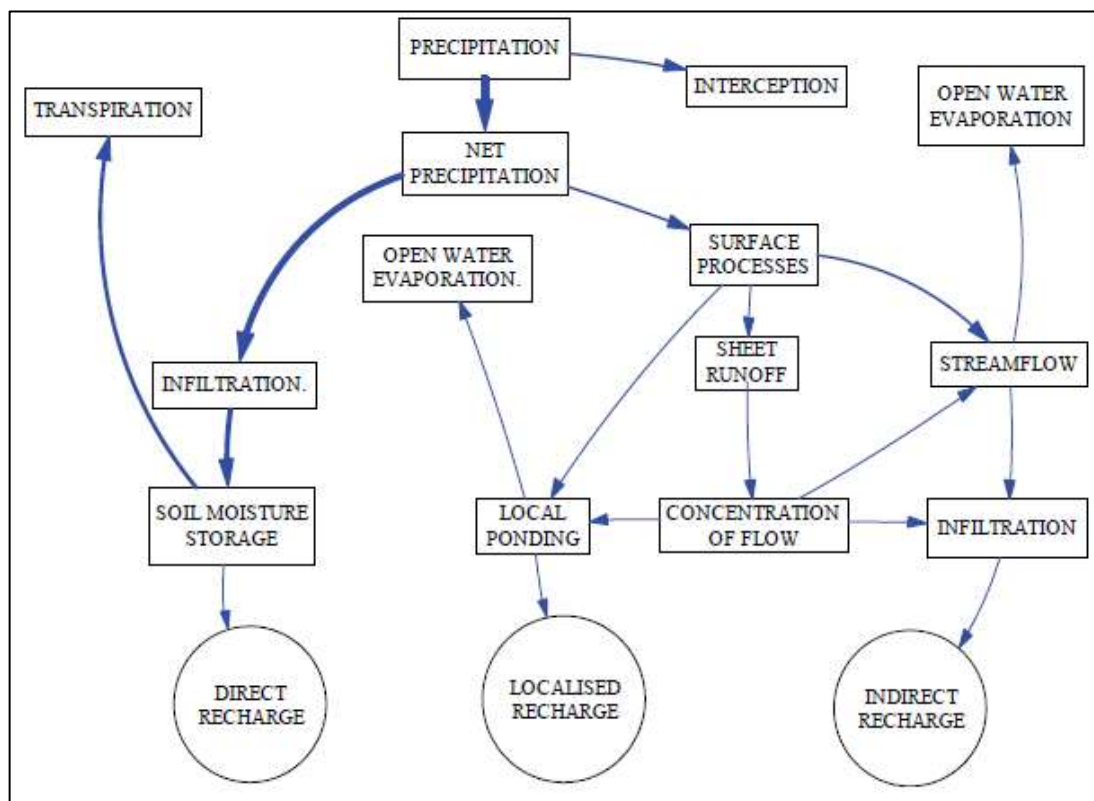 PRECIPITATION
INTERCEPTION
TRANSPIRATION
OPEN WATER
EVAPORATION
NET
PRECIPITATION
SURFACE
PROCESSES
OPEN WATER
EVAPORATION.
SHEET
RUNOFF
STREAMFLOW
INFILTRATION.
SOIL MOISTURE
STORAGE
LOCAL
PONDING
CONCENTRATION
OF FLOW
INFILTRATION
DIRECT
RECHARGE
LOCALISED
RECHARGE
INDIRECT
RECHARGE